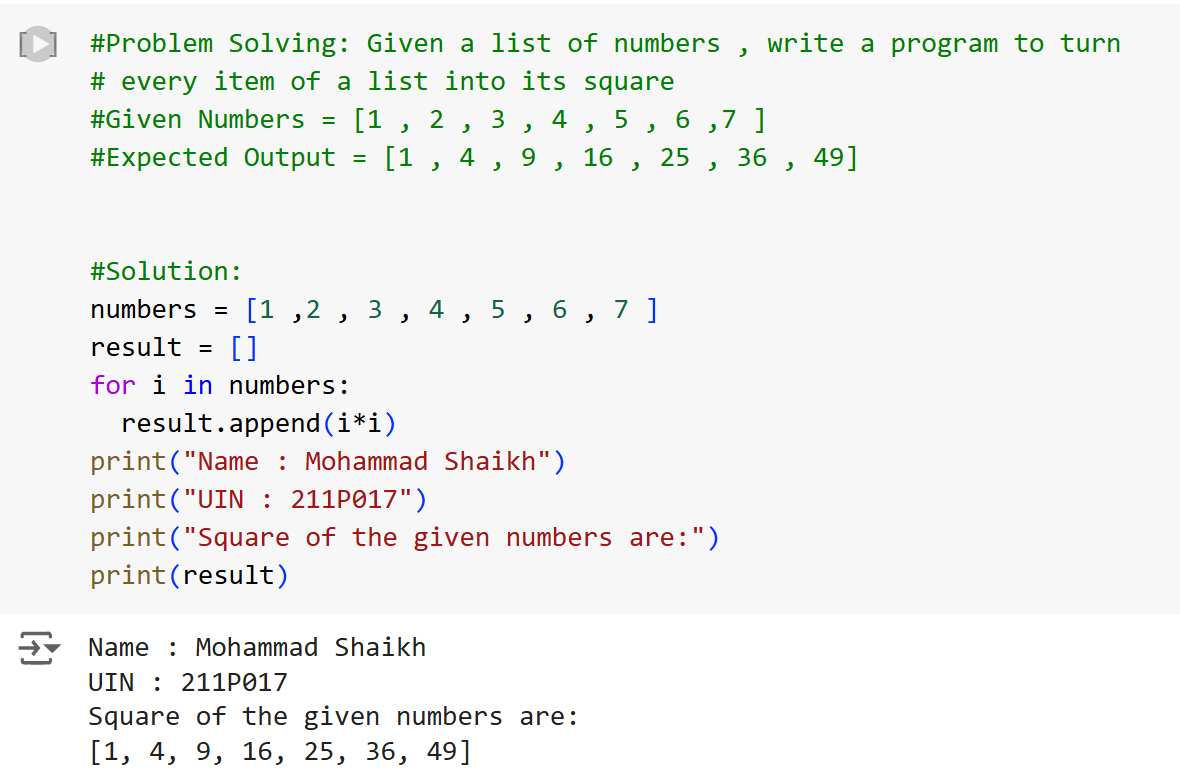 #Problem Solving: Given a list of numbers , write a program to turn
# every item of a list into its square
#Given Numbers = [1 , 2 , 3 , 4 , 5 , 6 ,7 ]
#Expected Output = [1 , 4 , 9 , 16 , 25 , 36 , 49]
#Solution:
numbers = [1 ,2 , 3 , 4 , 5 , 6 , 7 ]
result = []
for i in numbers:
  result.append(i*i)
print("Name : Mohammad Shaikh")
print("UIN : 211P017")
print("Square of the given numbers are:")
print(result)
Name : Mohammad Shaikh
UIN : 211P017
Square of the given numbers are:
[1, 4, 9, 16, 25, 36, 49]